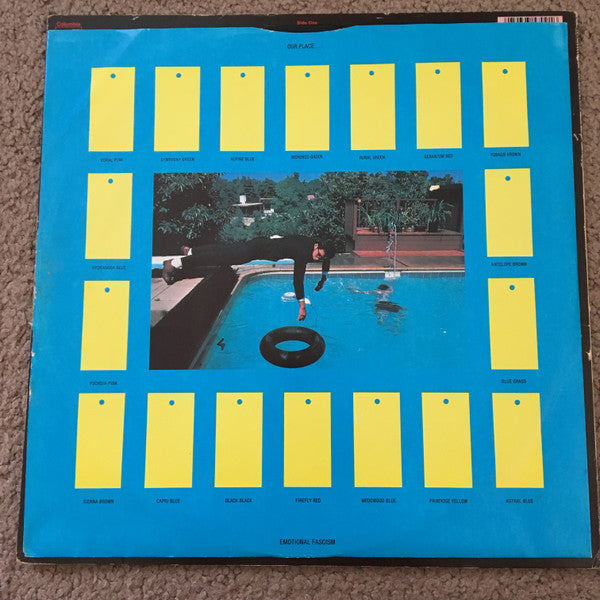 Columbia
Side One
OUR PLACE...
CORAL PINK
SYMPHONY GREEN
ALPINE BLUE
MOROCCO GREEN
HUNAN GREEN
GERANIUM RED
TOBACCO BROWN
HYDRANGEA BLUE
ANTELOPE BROWN
FUCHSIA PINK
BLUE GRASS
SIENNA BROWN
CAPRI BLUE
BLACK BLACK
FIREFLY RED
WEDGWOOD BLUE
PRIMROSE YELLOW
ASTRAL BLUE
EMOTIONAL FASCISM